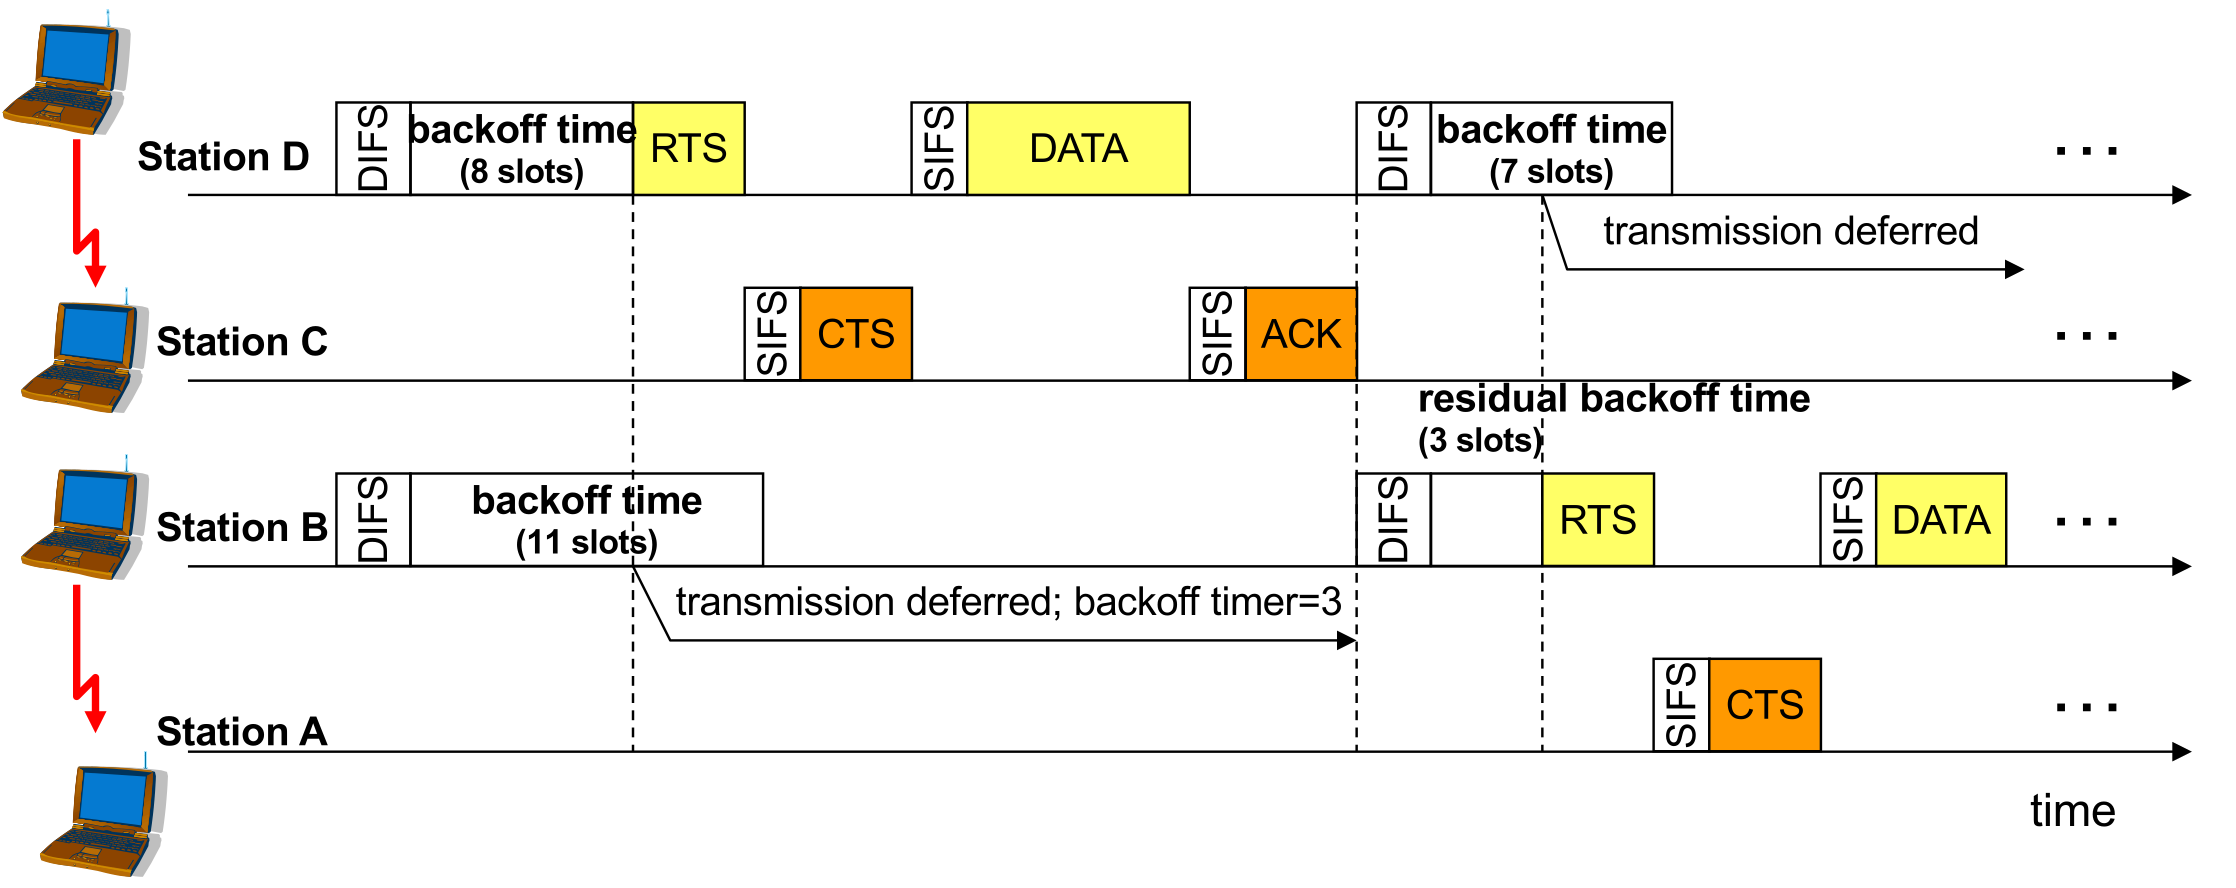 Station D
DIFS
backoff time
(8 slots)
RTS
SIFS
DATA
DIFS
backoff time
(7 slots)
...
transmission deferred
Station C
SIFS
CTS
SIFS
ACK
...
residual backoff time
(3 slots)
Station B
DIFS
backoff time
(11 slots)
DIFS
RTS
SIFS
DATA
...
transmission deferred; backoff timer=3
Station A
SIFS
CTS
...
time